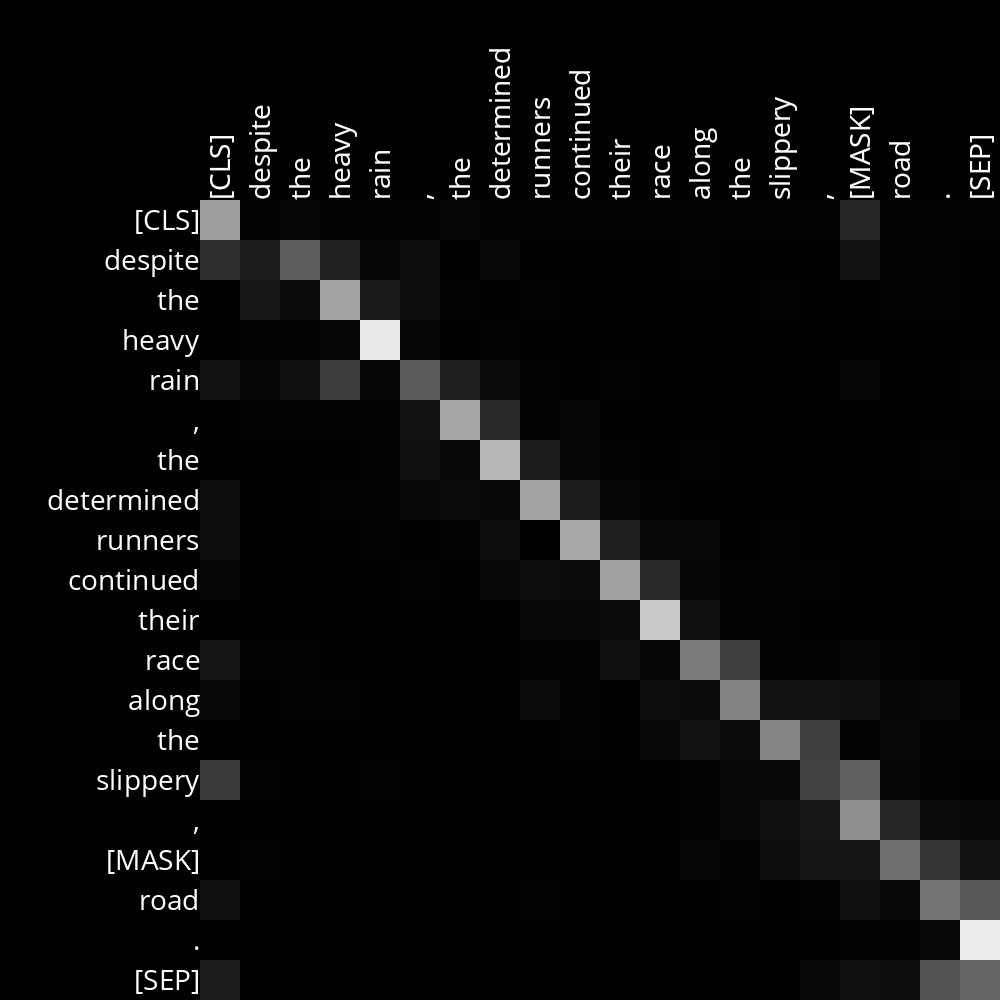 [CLS] despite the heavy rain , the determined runners continued their race along the slippery , [MASK] road . [SEP]
[CLS]
despite
the
heavy
rain
,
the
determined
runners
continued
their
race
along
the
slippery
,
[MASK]
road
.
[SEP]